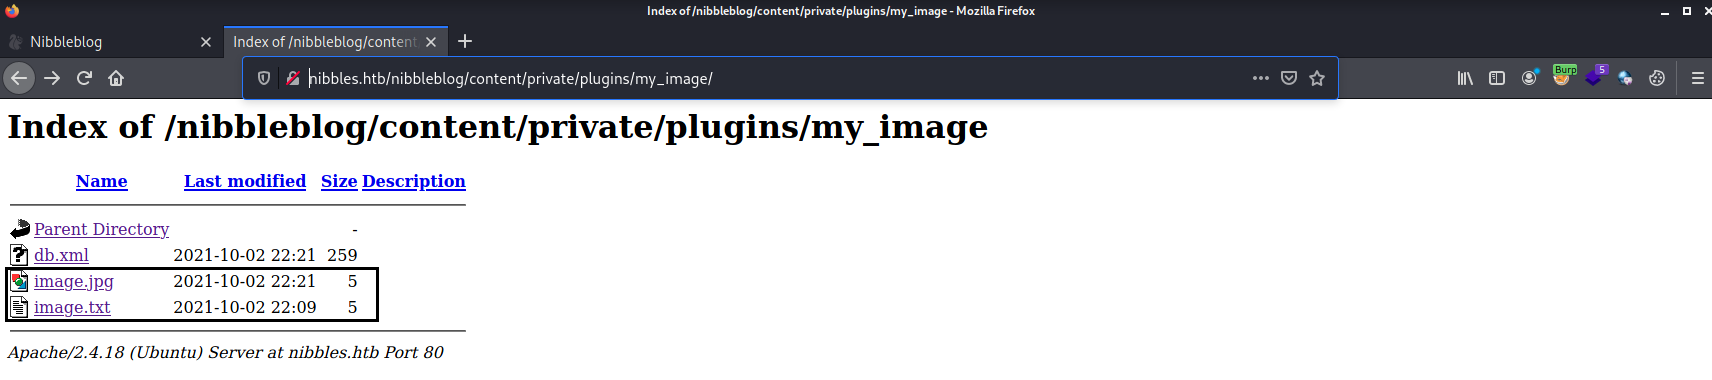 Index of /nibbleblog/content/private/plugins/my_image - Mozilla Firefox
Nibbleblog
Index of /nibbleblog/content
nibbles.htb/nibbleblog/content/private/plugins/my_image/
Burp
5
Index of /nibbleblog/content/private/plugins/my_image
Name Last modified Size Description
Parent Directory -
db.xml 2021-10-02 22:21 259
image.jpg 2021-10-02 22:21 5
image.txt 2021-10-02 22:09 5
Apache/2.4.18 (Ubuntu) Server at nibbles.htb Port 80